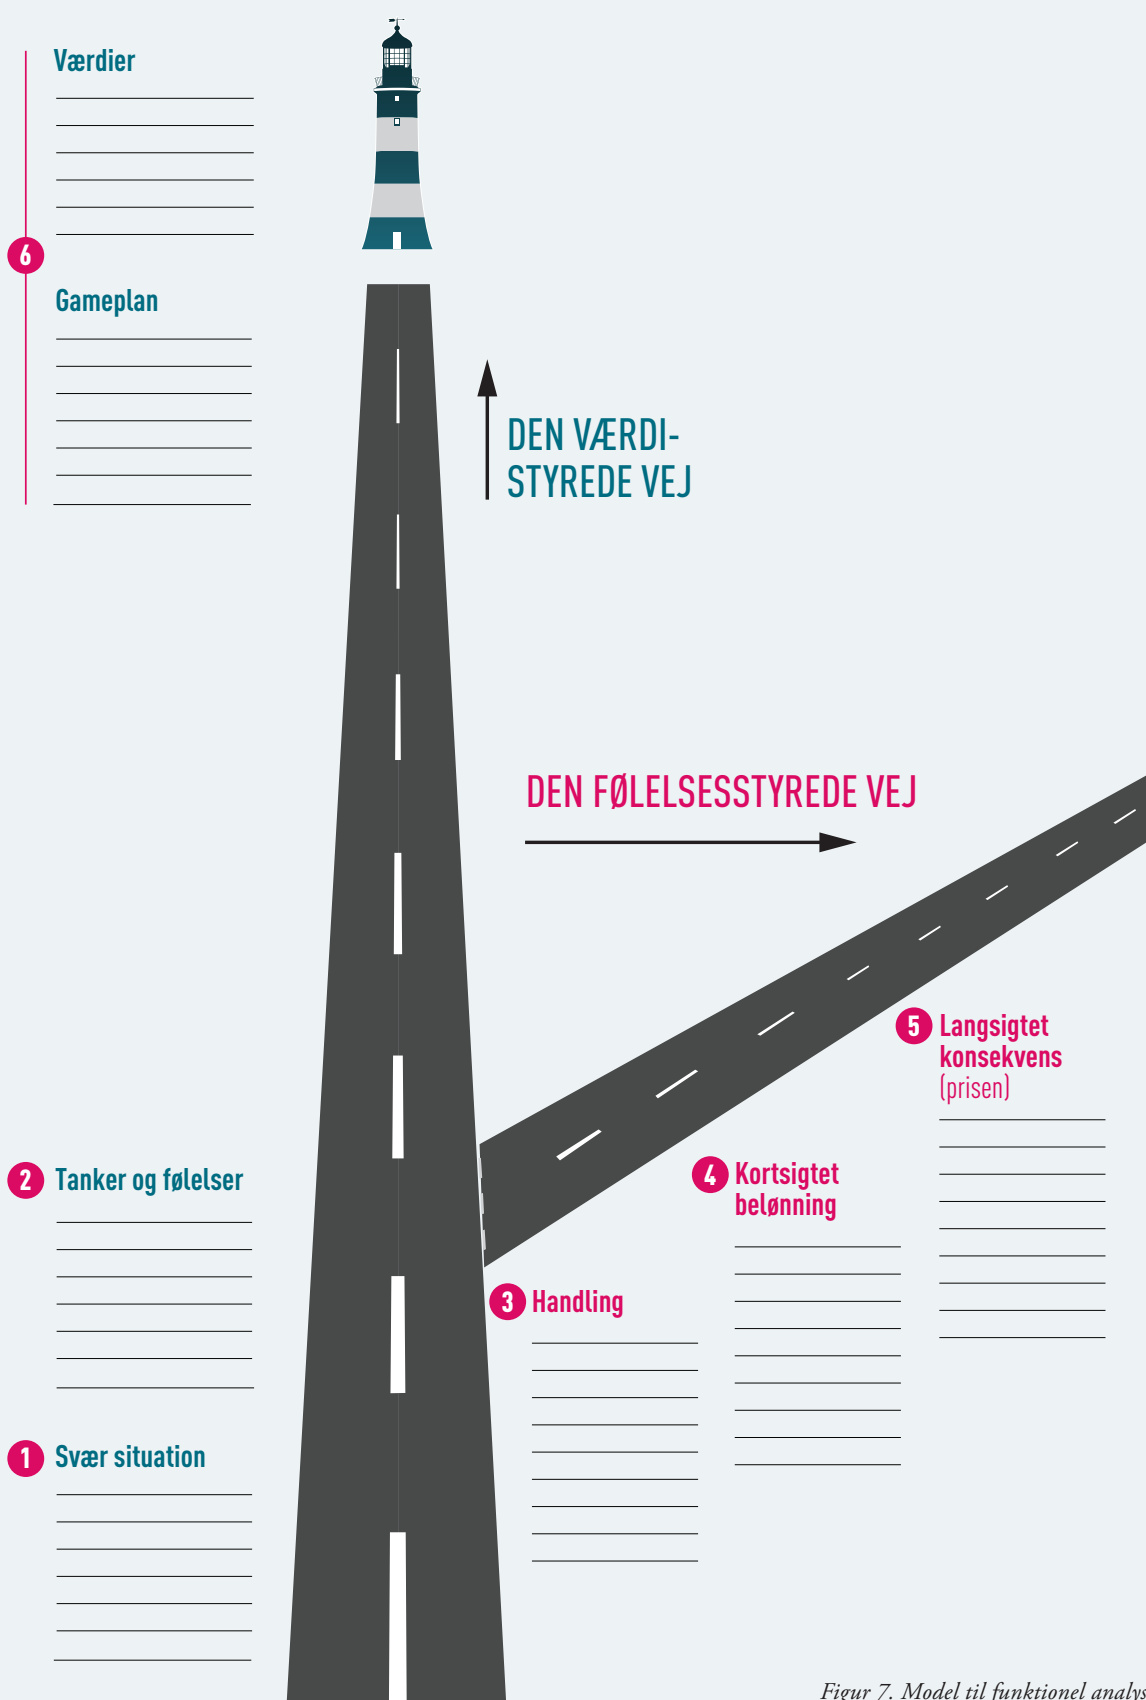 Værdier
6
Gameplan
DEN VÆRDI-
STYREDE VEJ
DEN FØLELSESSTYREDE VEJ
5 Langsigtet
konsekvens
(prisen)
2 Tanker og følelser
4 Kortsigtet
belønning
3 Handling
1 Svær situation
Figur 7. Model til funktionel analys